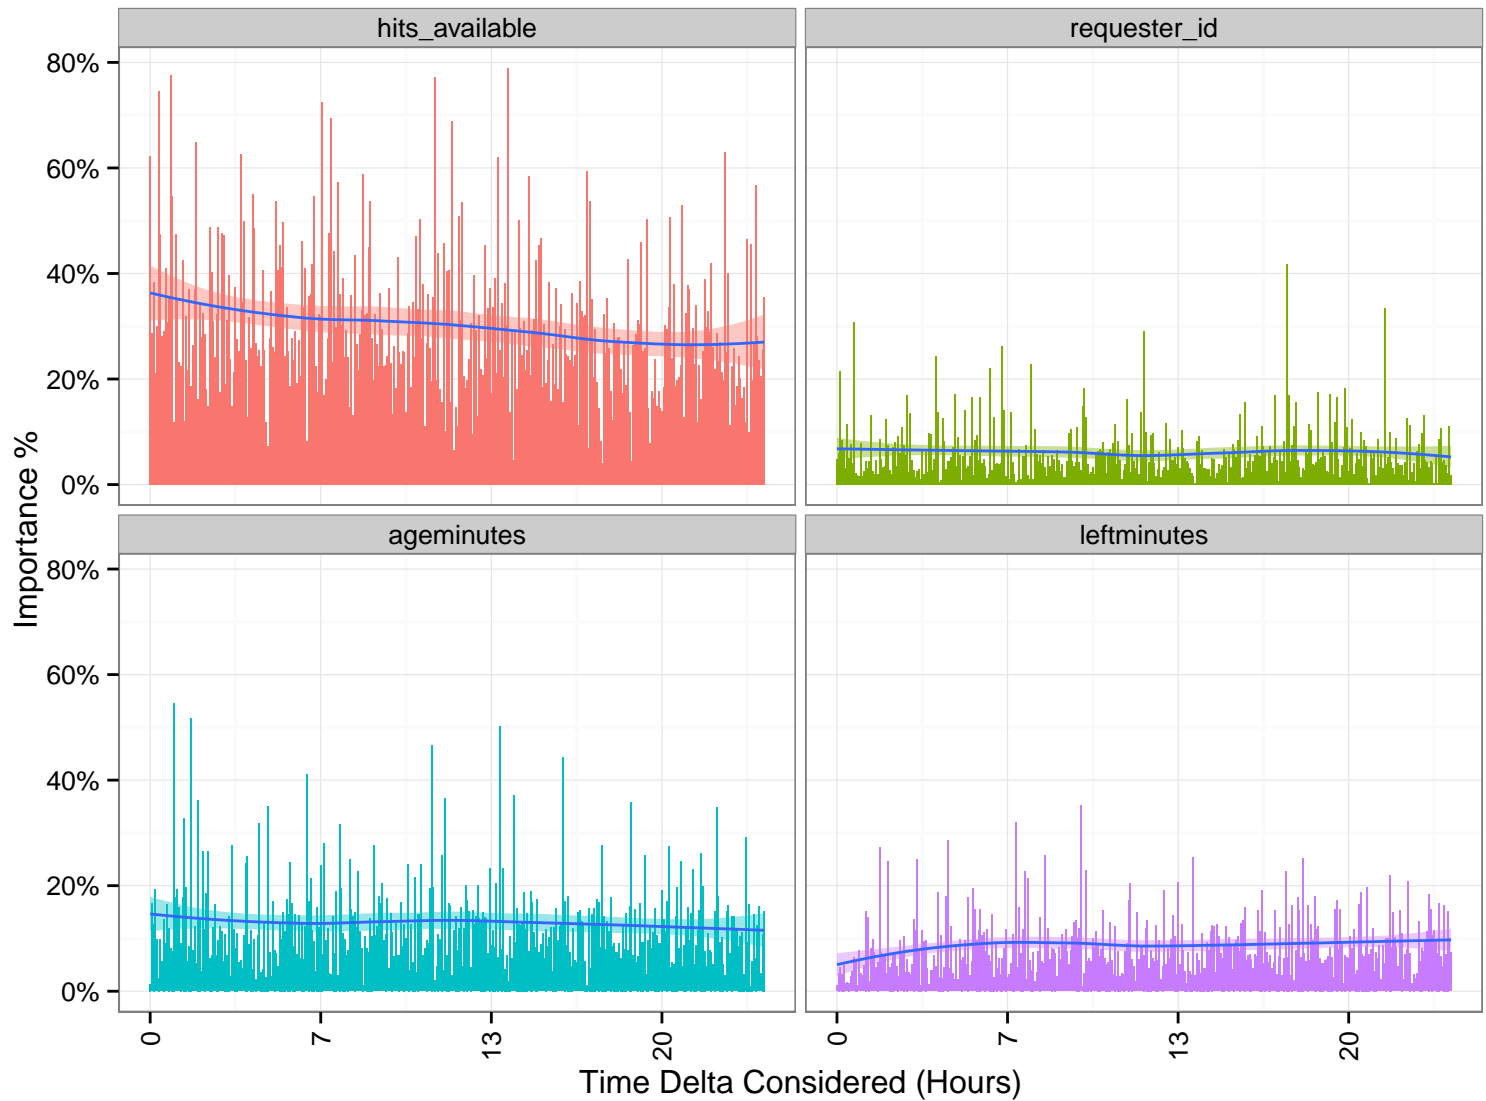 hits_available
requester_id
80%
60%
40%
20%
0%
ageminutes
leftminutes
80%
60%
40%
20%
0%
Importance %
0 7 13 20
0 7 13 20
Time Delta Considered (Hours)